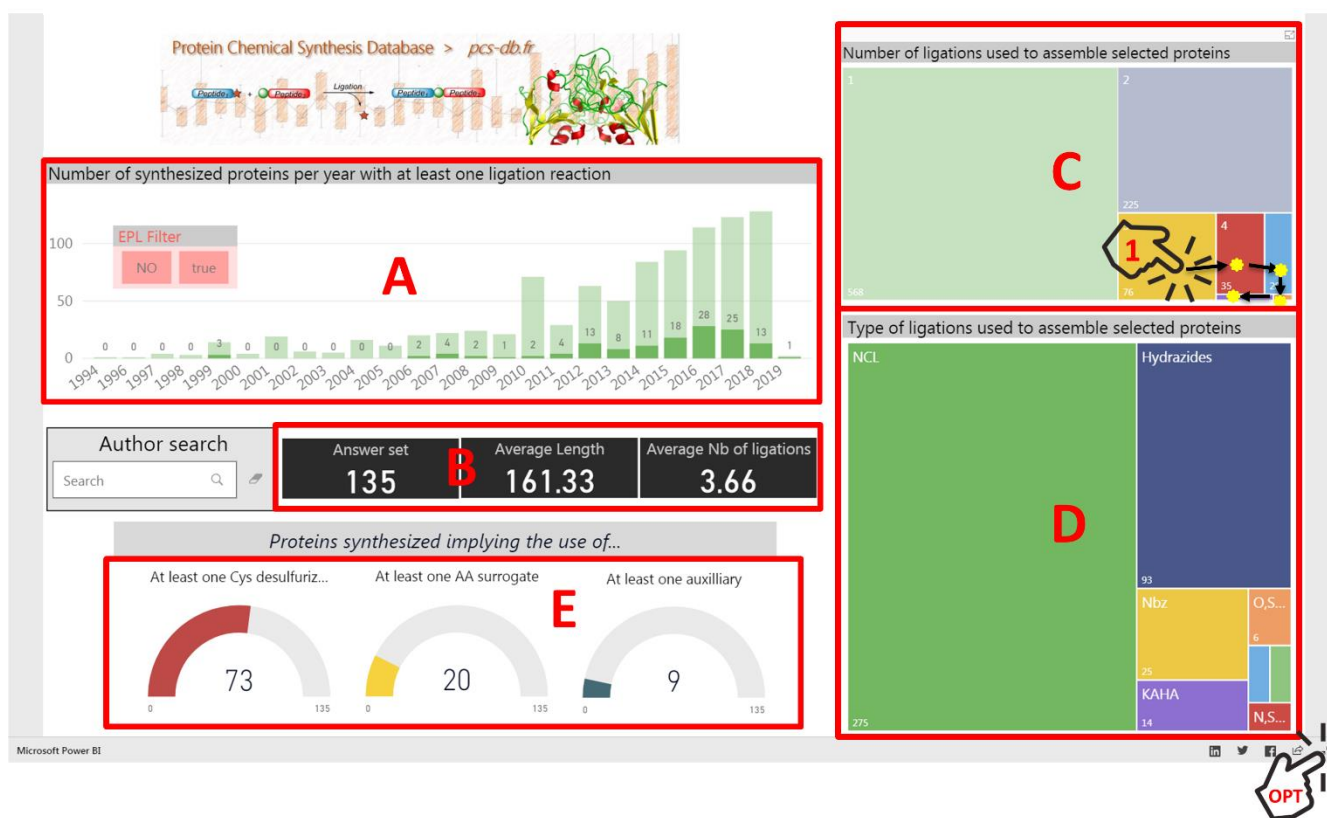 Protein Chemical Synthesis Database > pcs-db.fr
Peptide₁ + Peptide₂ Ligation Peptide₁ Peptide₂
Number of synthesized proteins per year with at least one ligation reaction
EPL Filter
NO true
A
100
50
0
0 0 0 0 3 0 0 0 0 0 0 2 4 2 1 2 4 13 8 11 18 28 25 13 1
1994 1996 1997 1998 1999 2000 2001 2002 2003 2004 2005 2006 2007 2008 2009 2010 2011 2012 2013 2014 2015 2016 2017 2018 2019
Author search
Search
Answer set
135
B
Average Length
161.33
Average Nb of ligations
3.66
Proteins synthesized implying the use of...
At least one Cys desulfuriz...
73
0 135
At least one AA surrogate
20
0 135
E
At least one auxilliary
9
0 135
Number of ligations used to assemble selected proteins
1
568
C
2
225
1
76
4
35
2
Type of ligations used to assemble selected proteins
NCL
275
D
Hydrazides
93
Nbz
25
O,S...
6
KAHA
14
N,S...
Microsoft Power BI
OPT